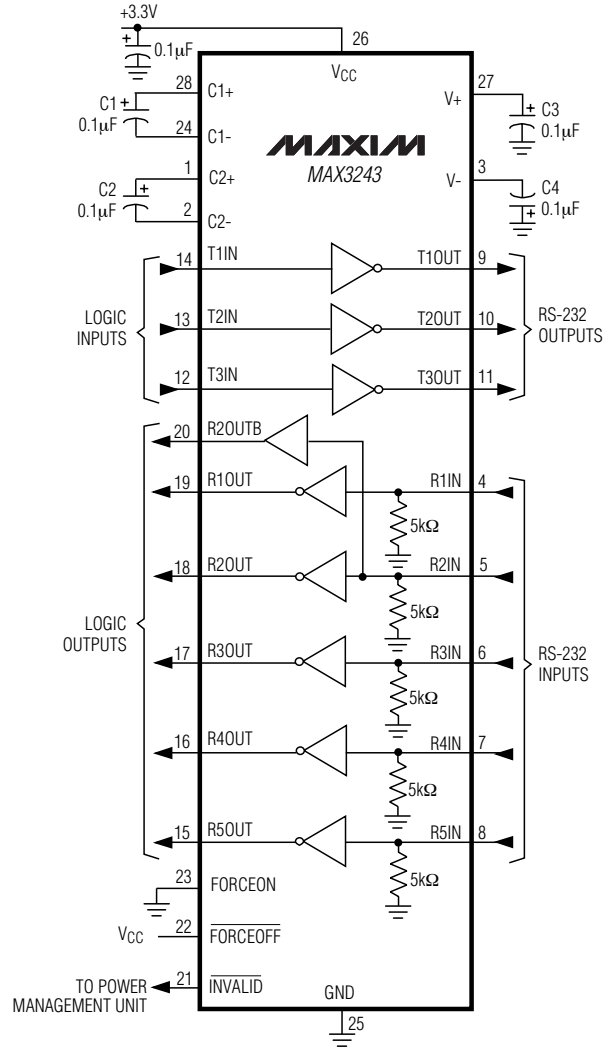 +3.3V
+
0.1μF
26
VCC
28
C1+
C1
+
0.1μF
24
C1-
1
C2+
C2
+
0.1μF
2
C2-
MAXIM
MAX3243
27
V+
+
C3
0.1μF
3
V-
C4
+
0.1μF
LOGIC
INPUTS
14
T1IN
T1OUT
9
13
T2IN
T2OUT
10
12
T3IN
T3OUT
11
RS-232
OUTPUTS
20
R2OUTB
19
R1OUT
R1IN
4
5kΩ
18
R2OUT
R2IN
5
5kΩ
LOGIC
OUTPUTS
17
R3OUT
R3IN
6
5kΩ
RS-232
INPUTS
16
R4OUT
R4IN
7
5kΩ
15
R5OUT
R5IN
8
5kΩ
23
FORCEON
VCC
22
FORCEOFF
TO POWER
MANAGEMENT UNIT
21
INVALID
GND
25